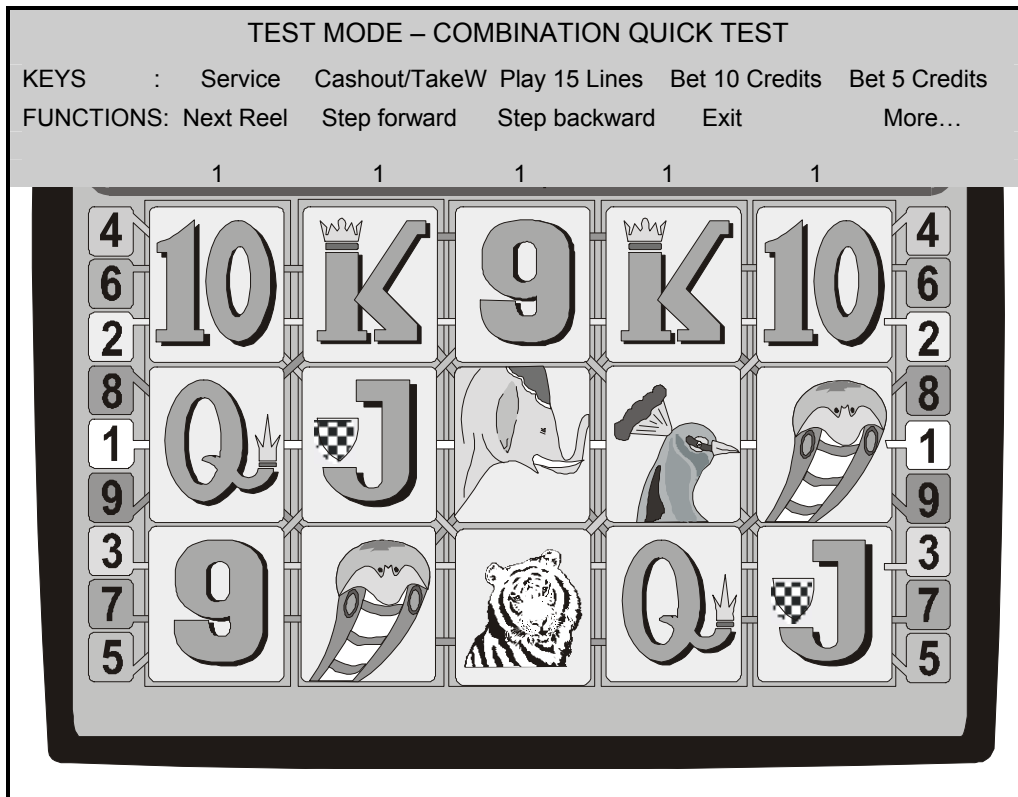 TEST MODE – COMBINATION QUICK TEST
KEYS : Service Cashout/TakeW Play 15 Lines Bet 10 Credits Bet 5 Credits
FUNCTIONS: Next Reel Step forward Step backward Exit More…
1 1 1 1 1
4 4
10 K 9 K 10
6 6
2 2
8 8
Q J
1 1
9 9
3 3
9 Q J
7 7
5 5